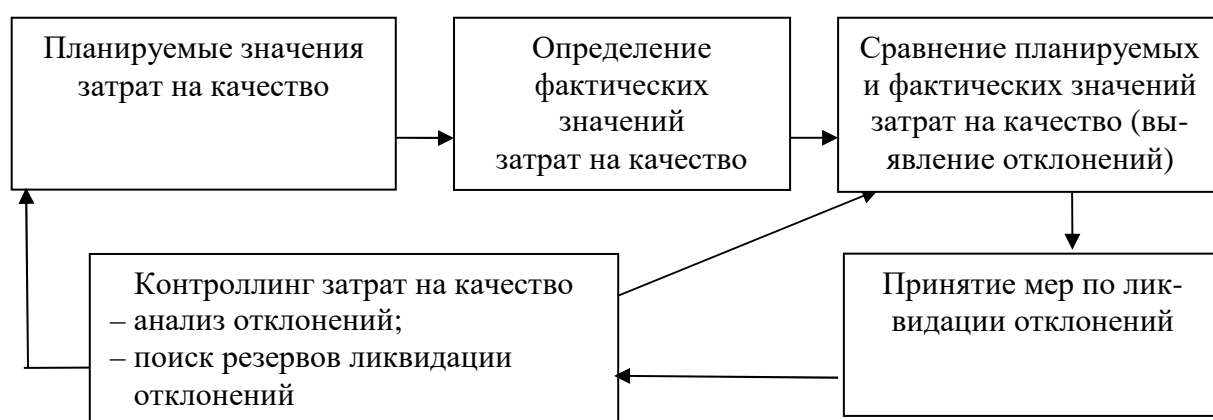 Планируемые значения
затрат на качество
Определение
фактических
значений
затрат на качество
Сравнение планируемых
и фактических значений
затрат на качество (вы-
явление отклонений)
Контроллинг затрат на качество
– анализ отклонений;
– поиск резервов ликвидации
отклонений
Принятие мер по лик-
видации отклонений